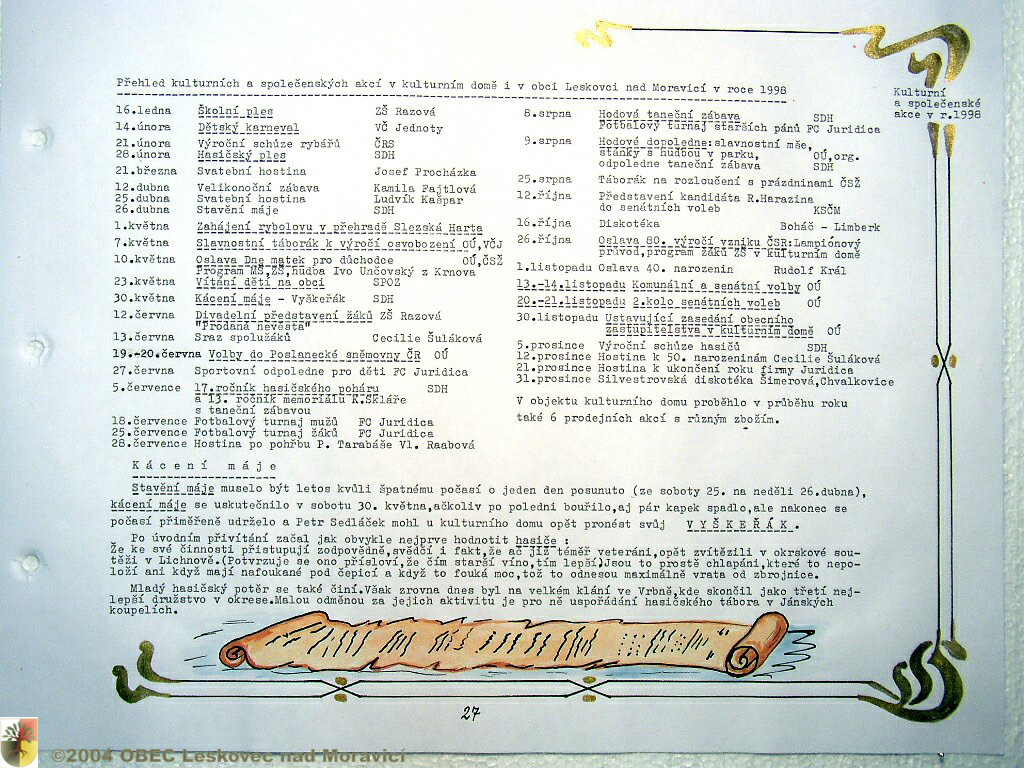 Přehled kulturních a společenských akcí v kulturním domě i v obci Leskovci nad Moravicí v roce 1998
Kulturní
a společenské
akce v r.1998
16.ledna Školní ples ZŠ Razová
14.února Dětský karneval VČ Jednoty
21.února Výroční schůze rybářů ČRS
28.února Hasičský ples SDH
21.března Svatební hostina Josef Procházka
12.dubna Velikonoční zábava Kamila Fajtlová
25.dubna Svatební hostina Ludvík Kašpar
26.dubna Stavění máje SDH
1.května Zahájení rybolovu v přehradě Slezská Harta
7.května Slavnostní táborák k výročí osvobození OÚ,VČJ
10.května Oslava Dne matek pro důchodce OÚ,ČSŽ
Program MŠ,ZŠ,hudba Ivo Unčovský z Krnova
23.května Vítání dětí na obci SPOZ
30.května Kácení máje – Vyškeřák SDH
12.června Divadelní představení žáků ZŠ Razová
"Prodaná nevěsta"
13.června Sraz spolužáků Cecilie Šuláková
19.-20.června Volby do Poslanecké sněmovny ČR OÚ
27.června Sportovní odpoledne pro děti FC Juridica
5.července 17.ročník hasičského poháru SDH
a 13. ročník memoriálu K.Skláře
s taneční zábavou
18.července Fotbalový turnaj mužů FC Juridica
25.července Fotbalový turnaj žáků FC Juridica
28.července Hostina po pohřbu P. Tarabáše Vl. Raabová
8.srpna Hodová taneční zábava SDH
Fotbalový turnaj starších pánů FC Juridica
9.srpna Hodové dopoledne:slavnostní mše,
stánky s hudbou v parku, OÚ,org.
odpoledne taneční zábava SDH
25.srpna Táborák na rozloučení s prázdninami ČSŽ
12.října Představení kandidáta R.Harazina
do senátních voleb KSČM
16.října Diskotéka Boháč - Limberk
26.října Oslava 80. výročí vzniku ČSR:Lampiónový
průvod,program žáků ZŠ v kulturním domě
1.listopadu Oslava 40. narozenin Rudolf Král
13.-14.listopadu Komunální a senátní volby OÚ
20.-21.listopadu 2.kolo senátních voleb OÚ
30.listopadu Ustavující zasedání obecního
zastupitelstva v kulturním domě OÚ
5.prosince Výroční schůze hasičů SDH
12.prosince Hostina k 50. narozeninám Cecilie Šuláková
21.prosince Hostina k ukončení roku firmy Juridica
31.prosince Silvestrovská diskotéka Šimerová,Chvalkovice
V objektu kulturního domu proběhlo v průběhu roku
také 6 prodejních akcí s různým zbožím.
K á c e n í m á j e
Stavění máje muselo být letos kvůli špatnému počasí o jeden den posunuto (ze soboty 25. na neděli 26.dubna),
kácení máje se uskutečnilo v sobotu 30. května,ačkoliv po poledni bouřilo,aj pár kapek spadlo,ale nakonec se
počasí přiměřeně udrželo a Petr Sedláček mohl u kulturního domu opět pronést svůj V Y Š K E Ř Á K .
Po úvodním přivítání začal jak obvykle nejprve hodnotit hasiče :
Že ke své činnosti přistupují zodpovědně,svědčí i fakt,že ač již téměř veteráni,opět zvítězili v okrskové sou-
těži v Lichnově.(Potvrzuje se ono přísloví,že čím starší víno,tím lepší)Jsou to prostě chlapáni,které to nepo-
loží ani když mají nafoukané pod čepicí a když to fouká moc,tož to odnesou maximálně vrata od zbrojnice.
Mladý hasičský potěr se také činí.Však zrovna dnes byl na velkém klání ve Vrbně,kde skončil jako třetí nej-
lepší družstvo v okrese.Malou odměnou za jejich aktivitu je pro ně uspořádání hasičského tábora v Jánských
koupelích.
27
©2004 OBEC Leskovec nad Moravicí